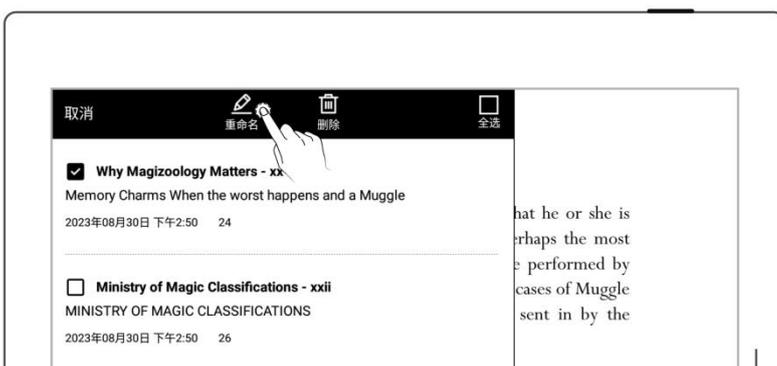 取消
重命名
删除
全选
Why Magizoology Matters - xx
Memory Charms When the worst happens and a Muggle
2023年08月30日 下午2:50 24
Ministry of Magic Classifications - xxii
MINISTRY OF MAGIC CLASSIFICATIONS
2023年08月30日 下午2:50 26
hat he or she is
erhaps the most
e performed by
cases of Muggle
sent in by the